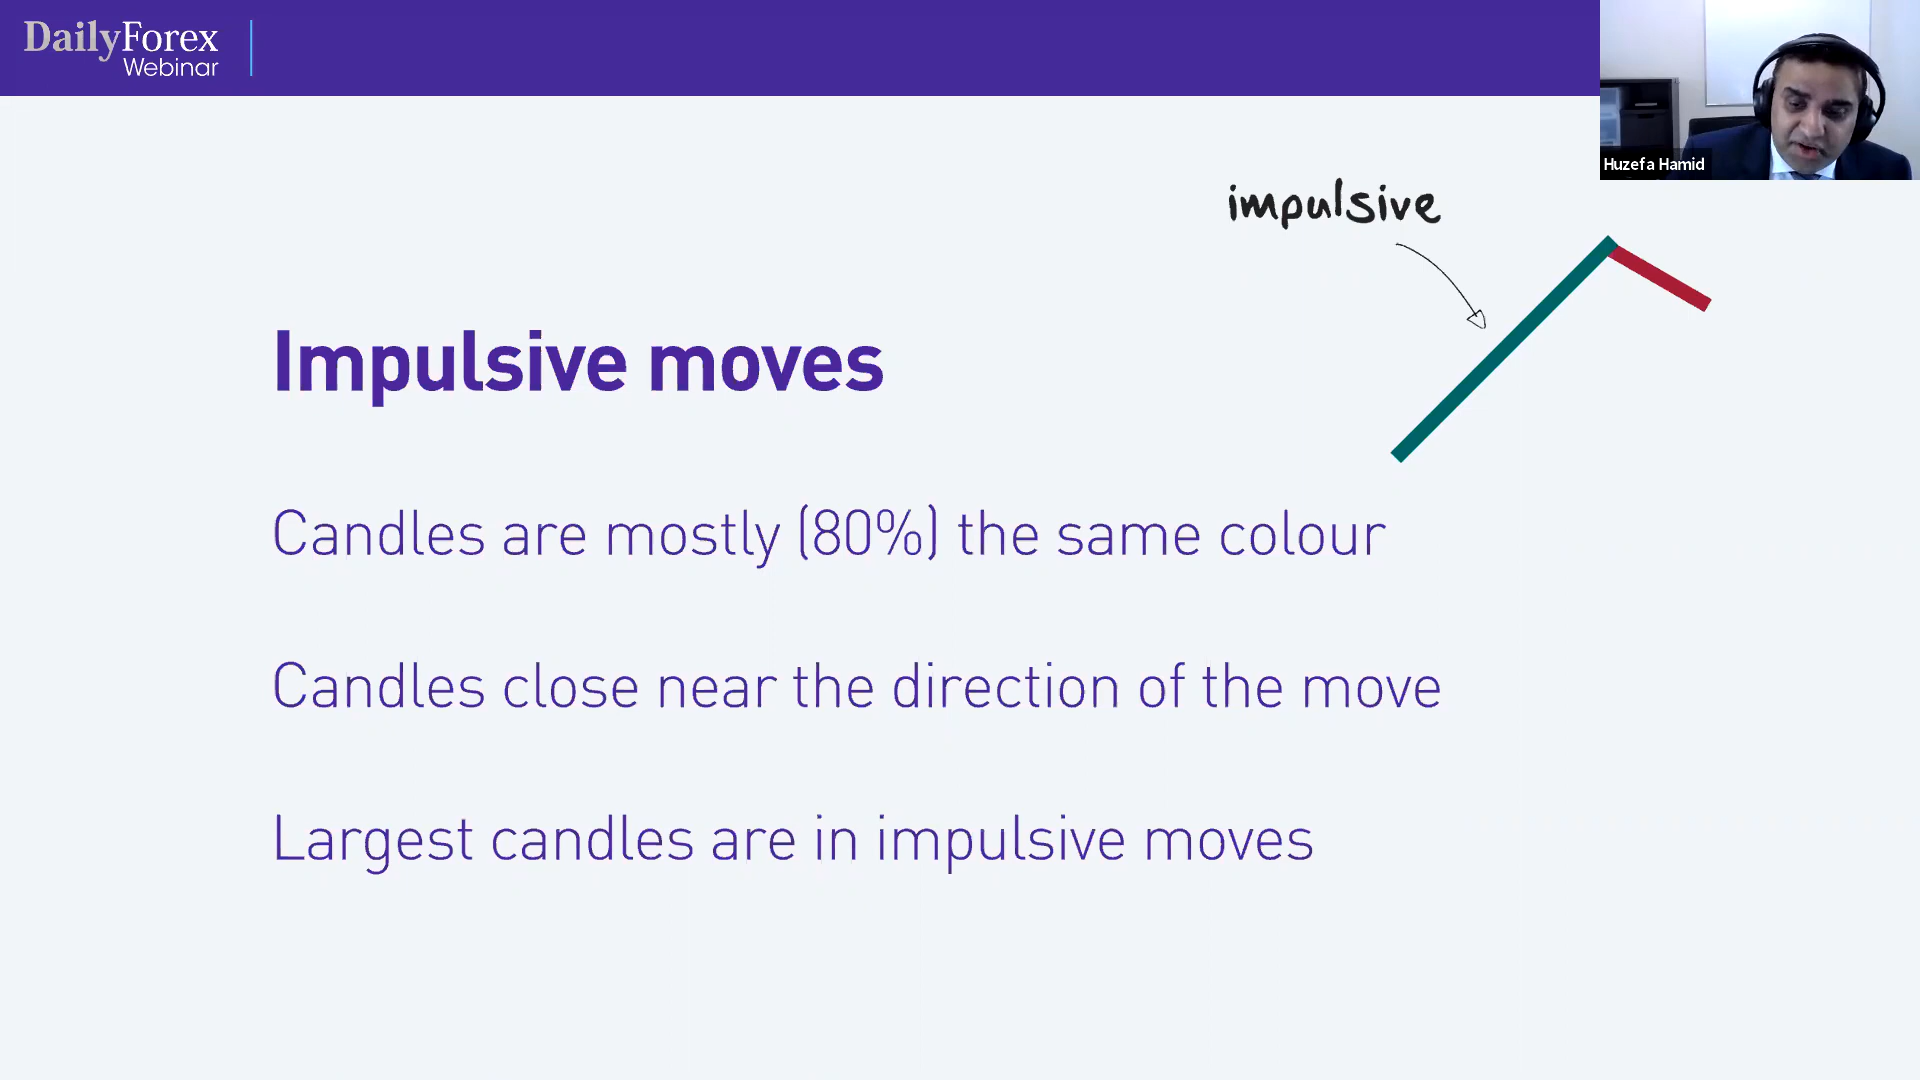 DailyForex
Webinar
Huzefa Hamid
impulsive
Impulsive moves
Candles are mostly (80%) the same colour
Candles close near the direction of the move
Largest candles are in impulsive moves